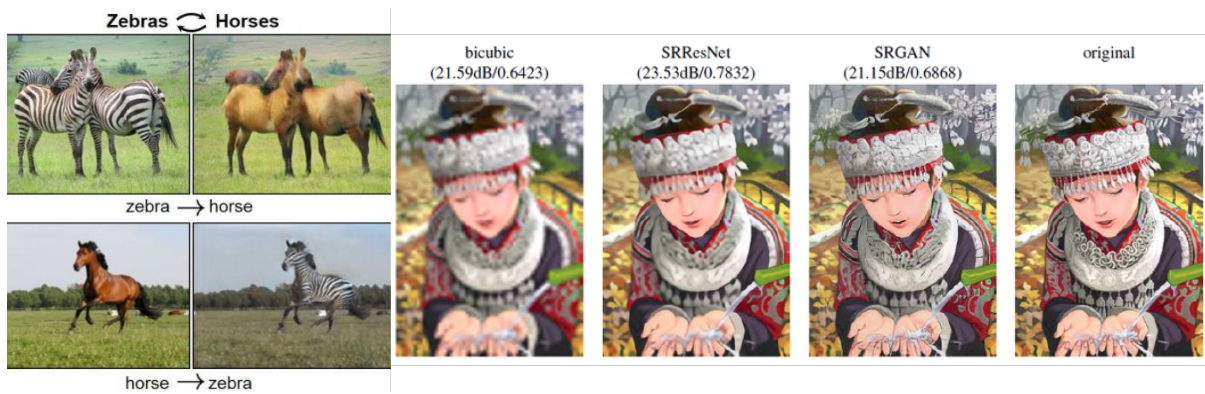 Zebras Horses
zebra → horse
horse → zebra
bicubic
(21.59dB/0.6423)
SRResNet
(23.53dB/0.7832)
SRGAN
(21.15dB/0.6868)
original